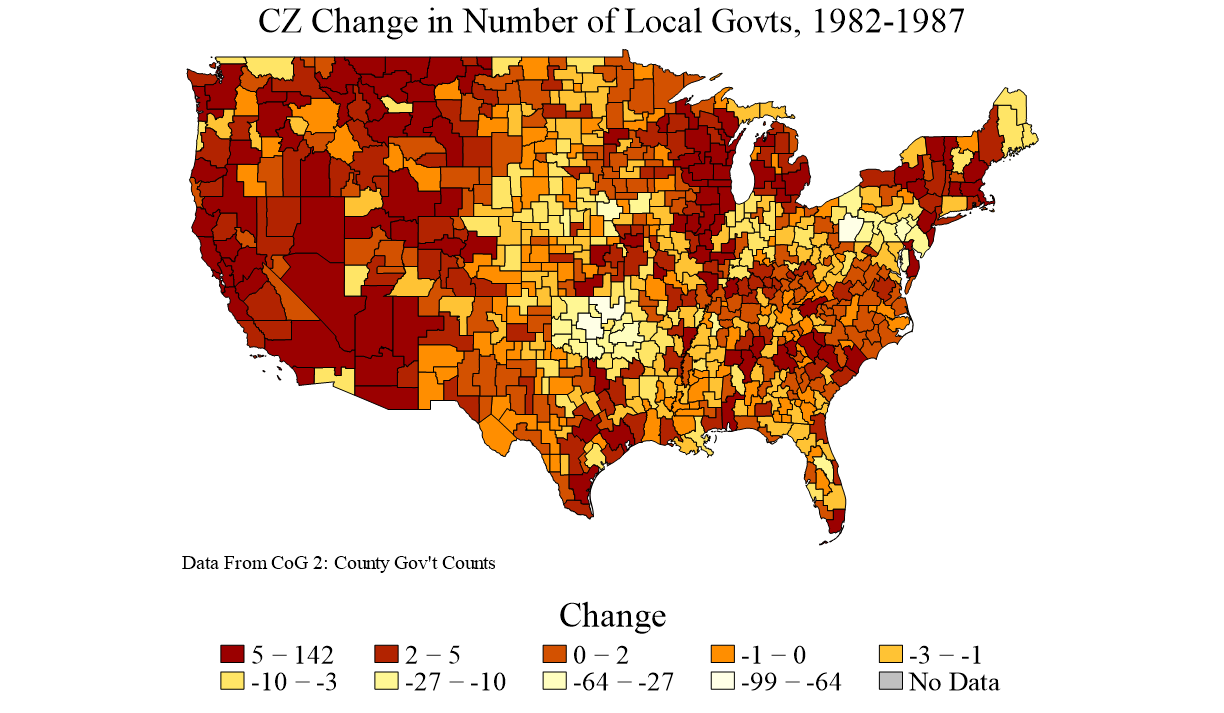 CZ Change in Number of Local Govts, 1982-1987
Data From CoG 2: County Gov't Counts
Change
5 − 142 2 − 5 0 − 2 -1 − 0 -3 − -1
-10 − -3 -27 − -10 -64 − -27 -99 − -64 No Data